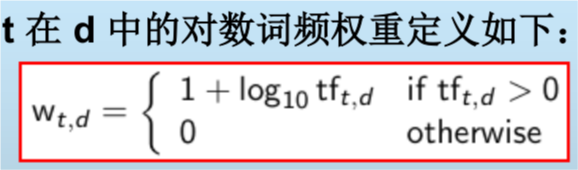 t 在 d 中的对数词频权重定义如下：
w_{t,d} = { 1 + log_{10} tf_{t,d} if tf_{t,d} > 0
0 otherwise